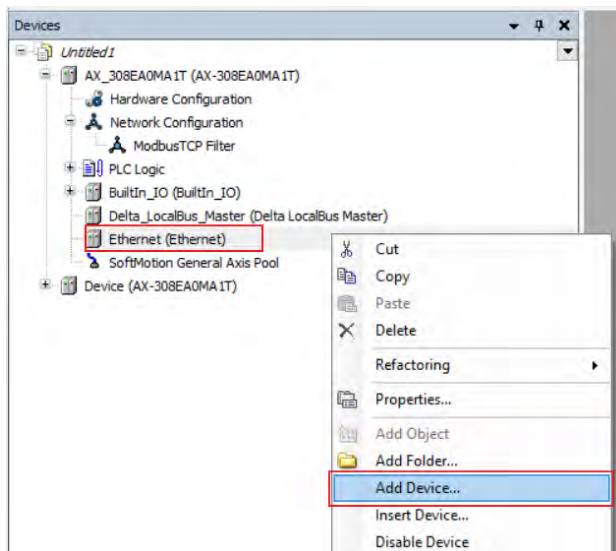 Devices
Untitled1
AX_308EA0MA1T (AX-308EA0MA1T)
Hardware Configuration
Network Configuration
ModbusTCP Filter
PLC Logic
BuiltIn_IO (BuiltIn_IO)
Delta_LocalBus_Master (Delta LocalBus Master)
Ethernet (Ethernet)
SoftMotion General Axis Pool
Device (AX-308EA0MA1T)
Cut
Copy
Paste
Delete
Refactoring
Properties...
Add Object
Add Folder...
Add Device...
Insert Device...
Disable Device